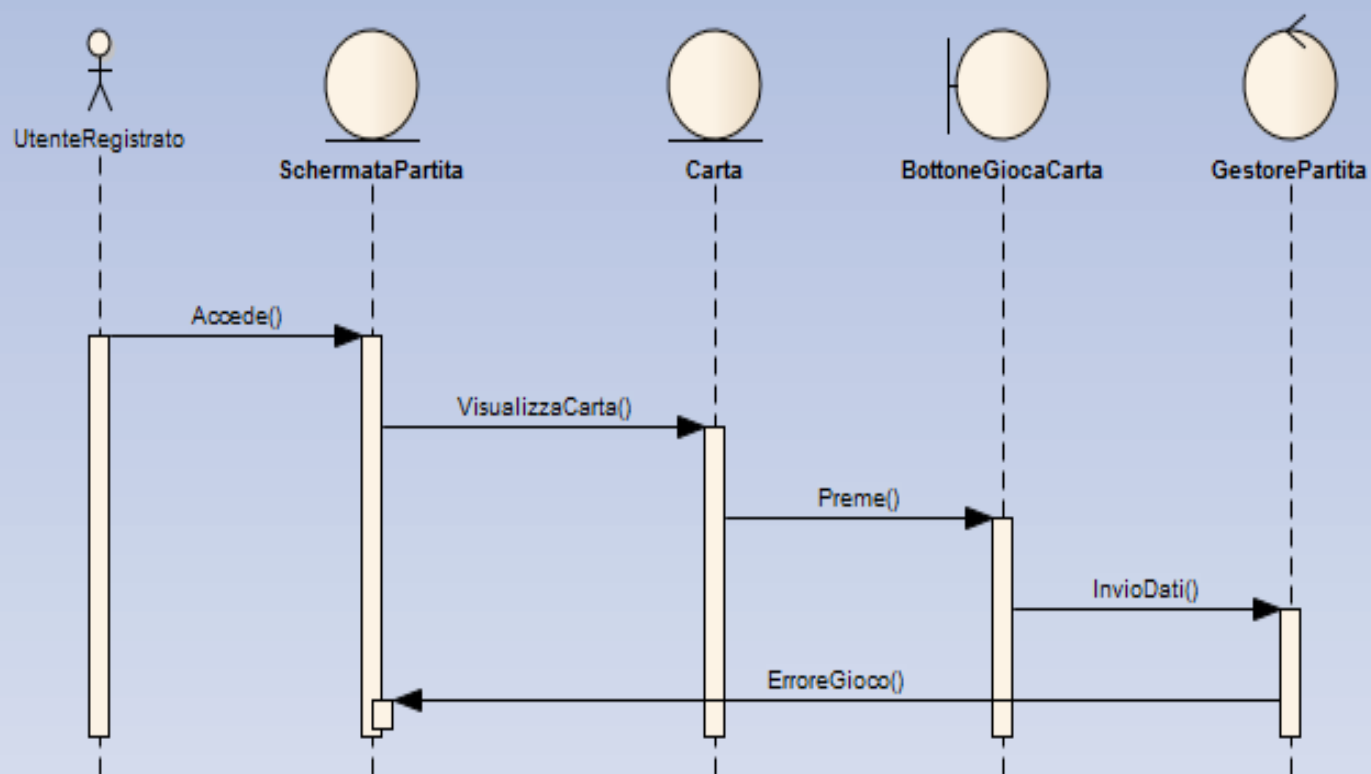 UtenteRegistrato
SchermataPartita
Carta
BottoneGiocaCarta
GestorePartita
Accede()
VisualizzaCarta()
Preme()
InvioDati()
ErroreGioco()